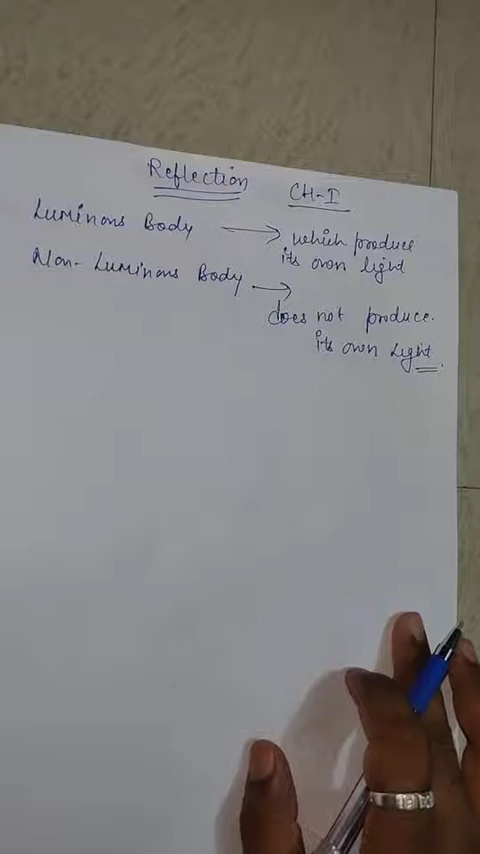 Reflection CH-I
Luminous Body → which produce
its own light
Non-Luminous Body →
does not produce.
its own light.